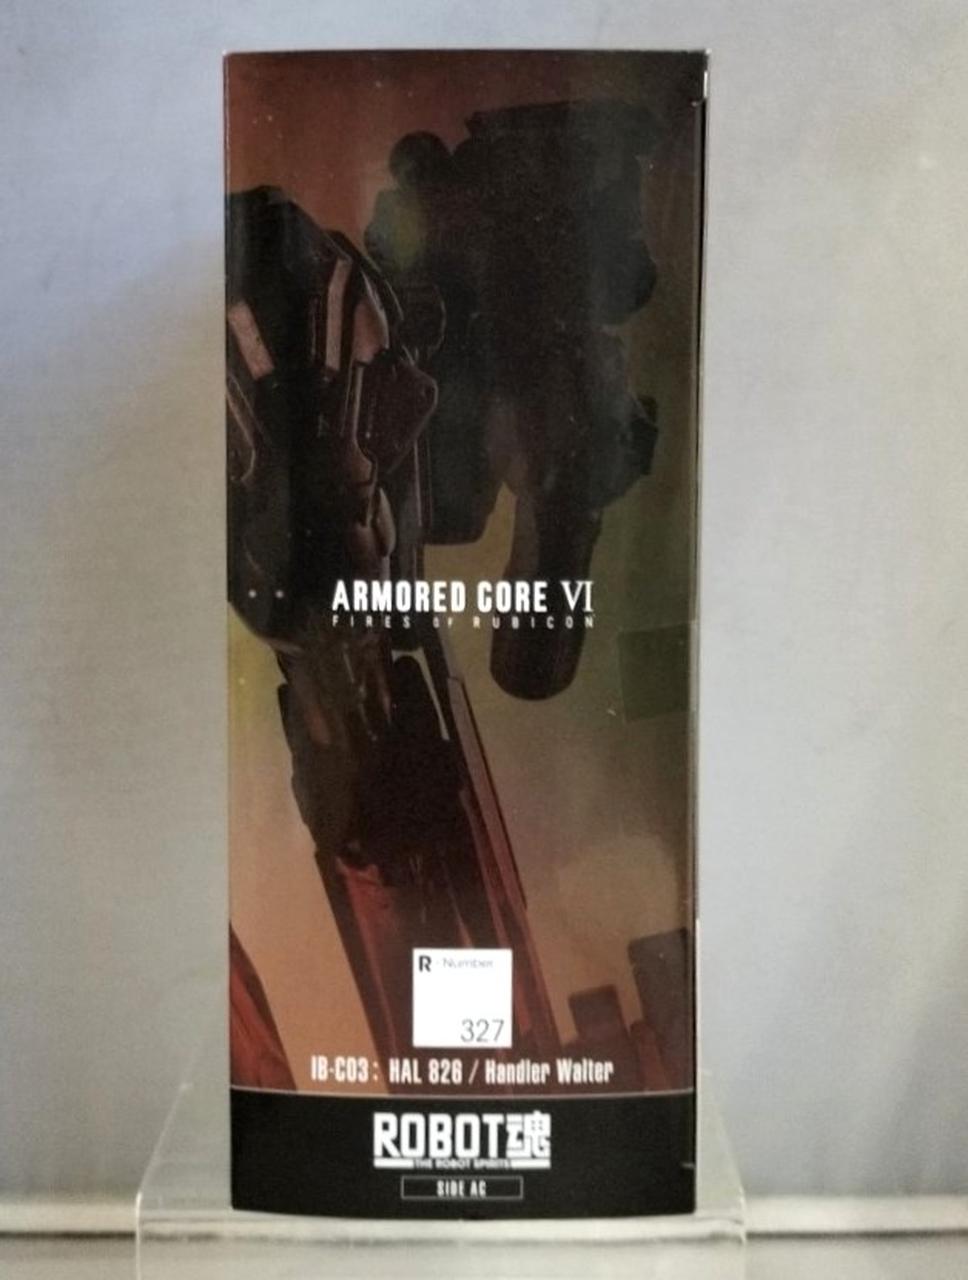 ARMORED CORE VI
FIRES OF RUBICON
R-Number
327
IB-C03: HAL 826 / Handler Walter
ROBOT魂
THE ROBOT SPIRITS
SIDE AC